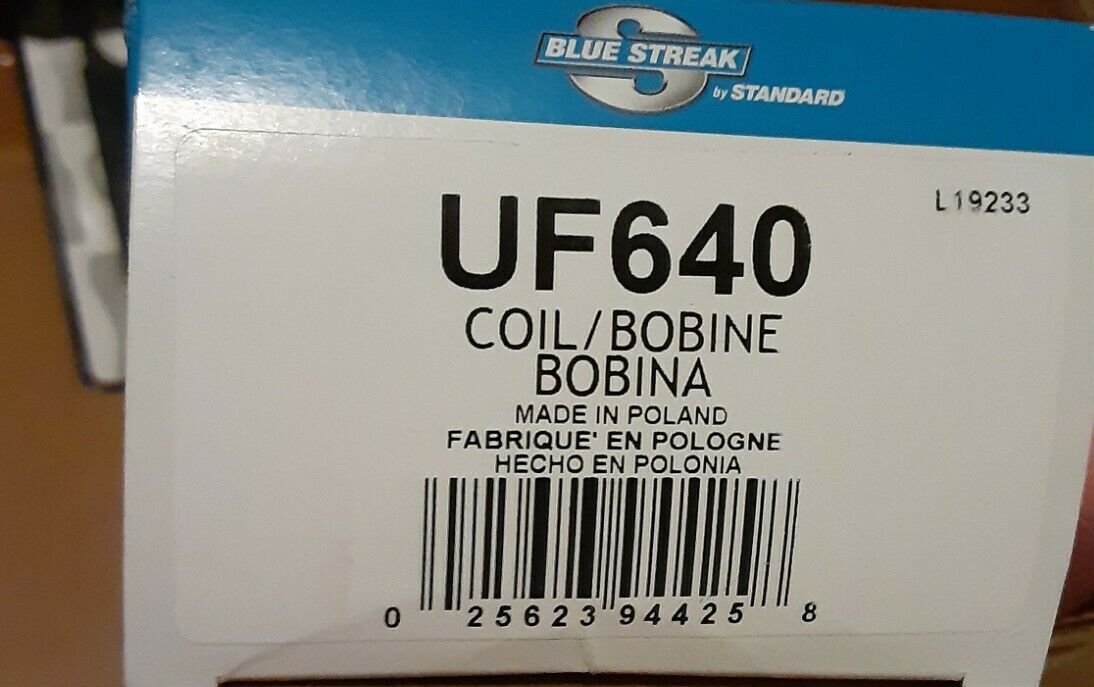 BLUE STREAK
by STANDARD
L19233
UF640
COIL/BOBINE
BOBINA
MADE IN POLAND
FABRIQUE' EN POLOGNE
HECHO EN POLONIA
0 25623 94425 8